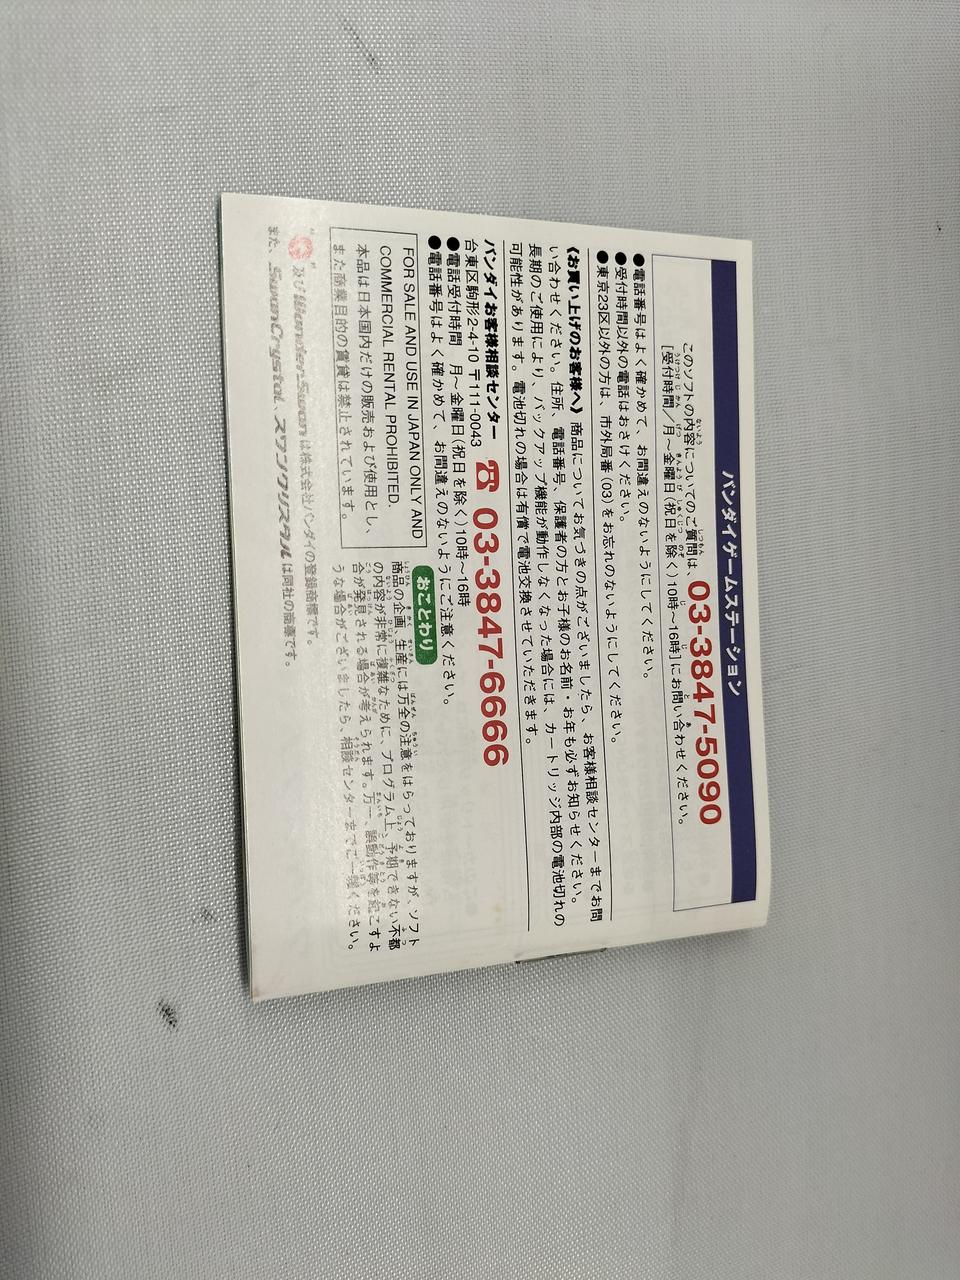 バンダイゲームステーション
このソフトの内容についてのご質問は、03-3847-5090
[受付時間/月～金曜日(祝日を除く)10時～16時]にお問い合わせください。
●電話番号はよく確かめて、お間違えのないようにしてください。
●受付時間以外の電話はおさけください。
●東京23区以外の方は、市外局番(03)をお忘れのないようにしてください。
《お買い上げのお客様へ》商品についてお気づきの点がございましたら、お客様相談センターまでお問
い合わせください。住所、電話番号、保護者の方とお子様のお名前・お年も必ずお知らせください。
長期のご使用により、バックアップ機能が動作しなくなった場合には、カートリッジ内部の電池切れの
可能性があります。電池切れの場合は有償で電池交換させていただきます。
バンダイお客様相談センター
台東区駒形2-4-10 〒111-0043 ☎ 03-3847-6666
●電話受付時間 月～金曜日(祝日を除く)10時～16時
●電話番号はよく確かめて、お間違えのないようにご注意ください。
FOR SALE AND USE IN JAPAN ONLY AND
COMMERCIAL RENTAL PROHIBITED.
本品は日本国内だけの販売および使用とし、
また商業目的の賃貸は禁止されています。
おことわり
商品の企画、生産には万全の注意をはらっておりますが、ソフト
の内容が非常に複雑なために、プログラム上、予期できない不都
合が発見される場合が考えられます。万一、誤動作等を起こすよ
うな場合がございましたら、相談センターまでご一報ください。
" " 及び WonderSwan は株式会社バンダイの登録商標です。
また、SwanCrystal、スワンクリスタル は同社の商標です。